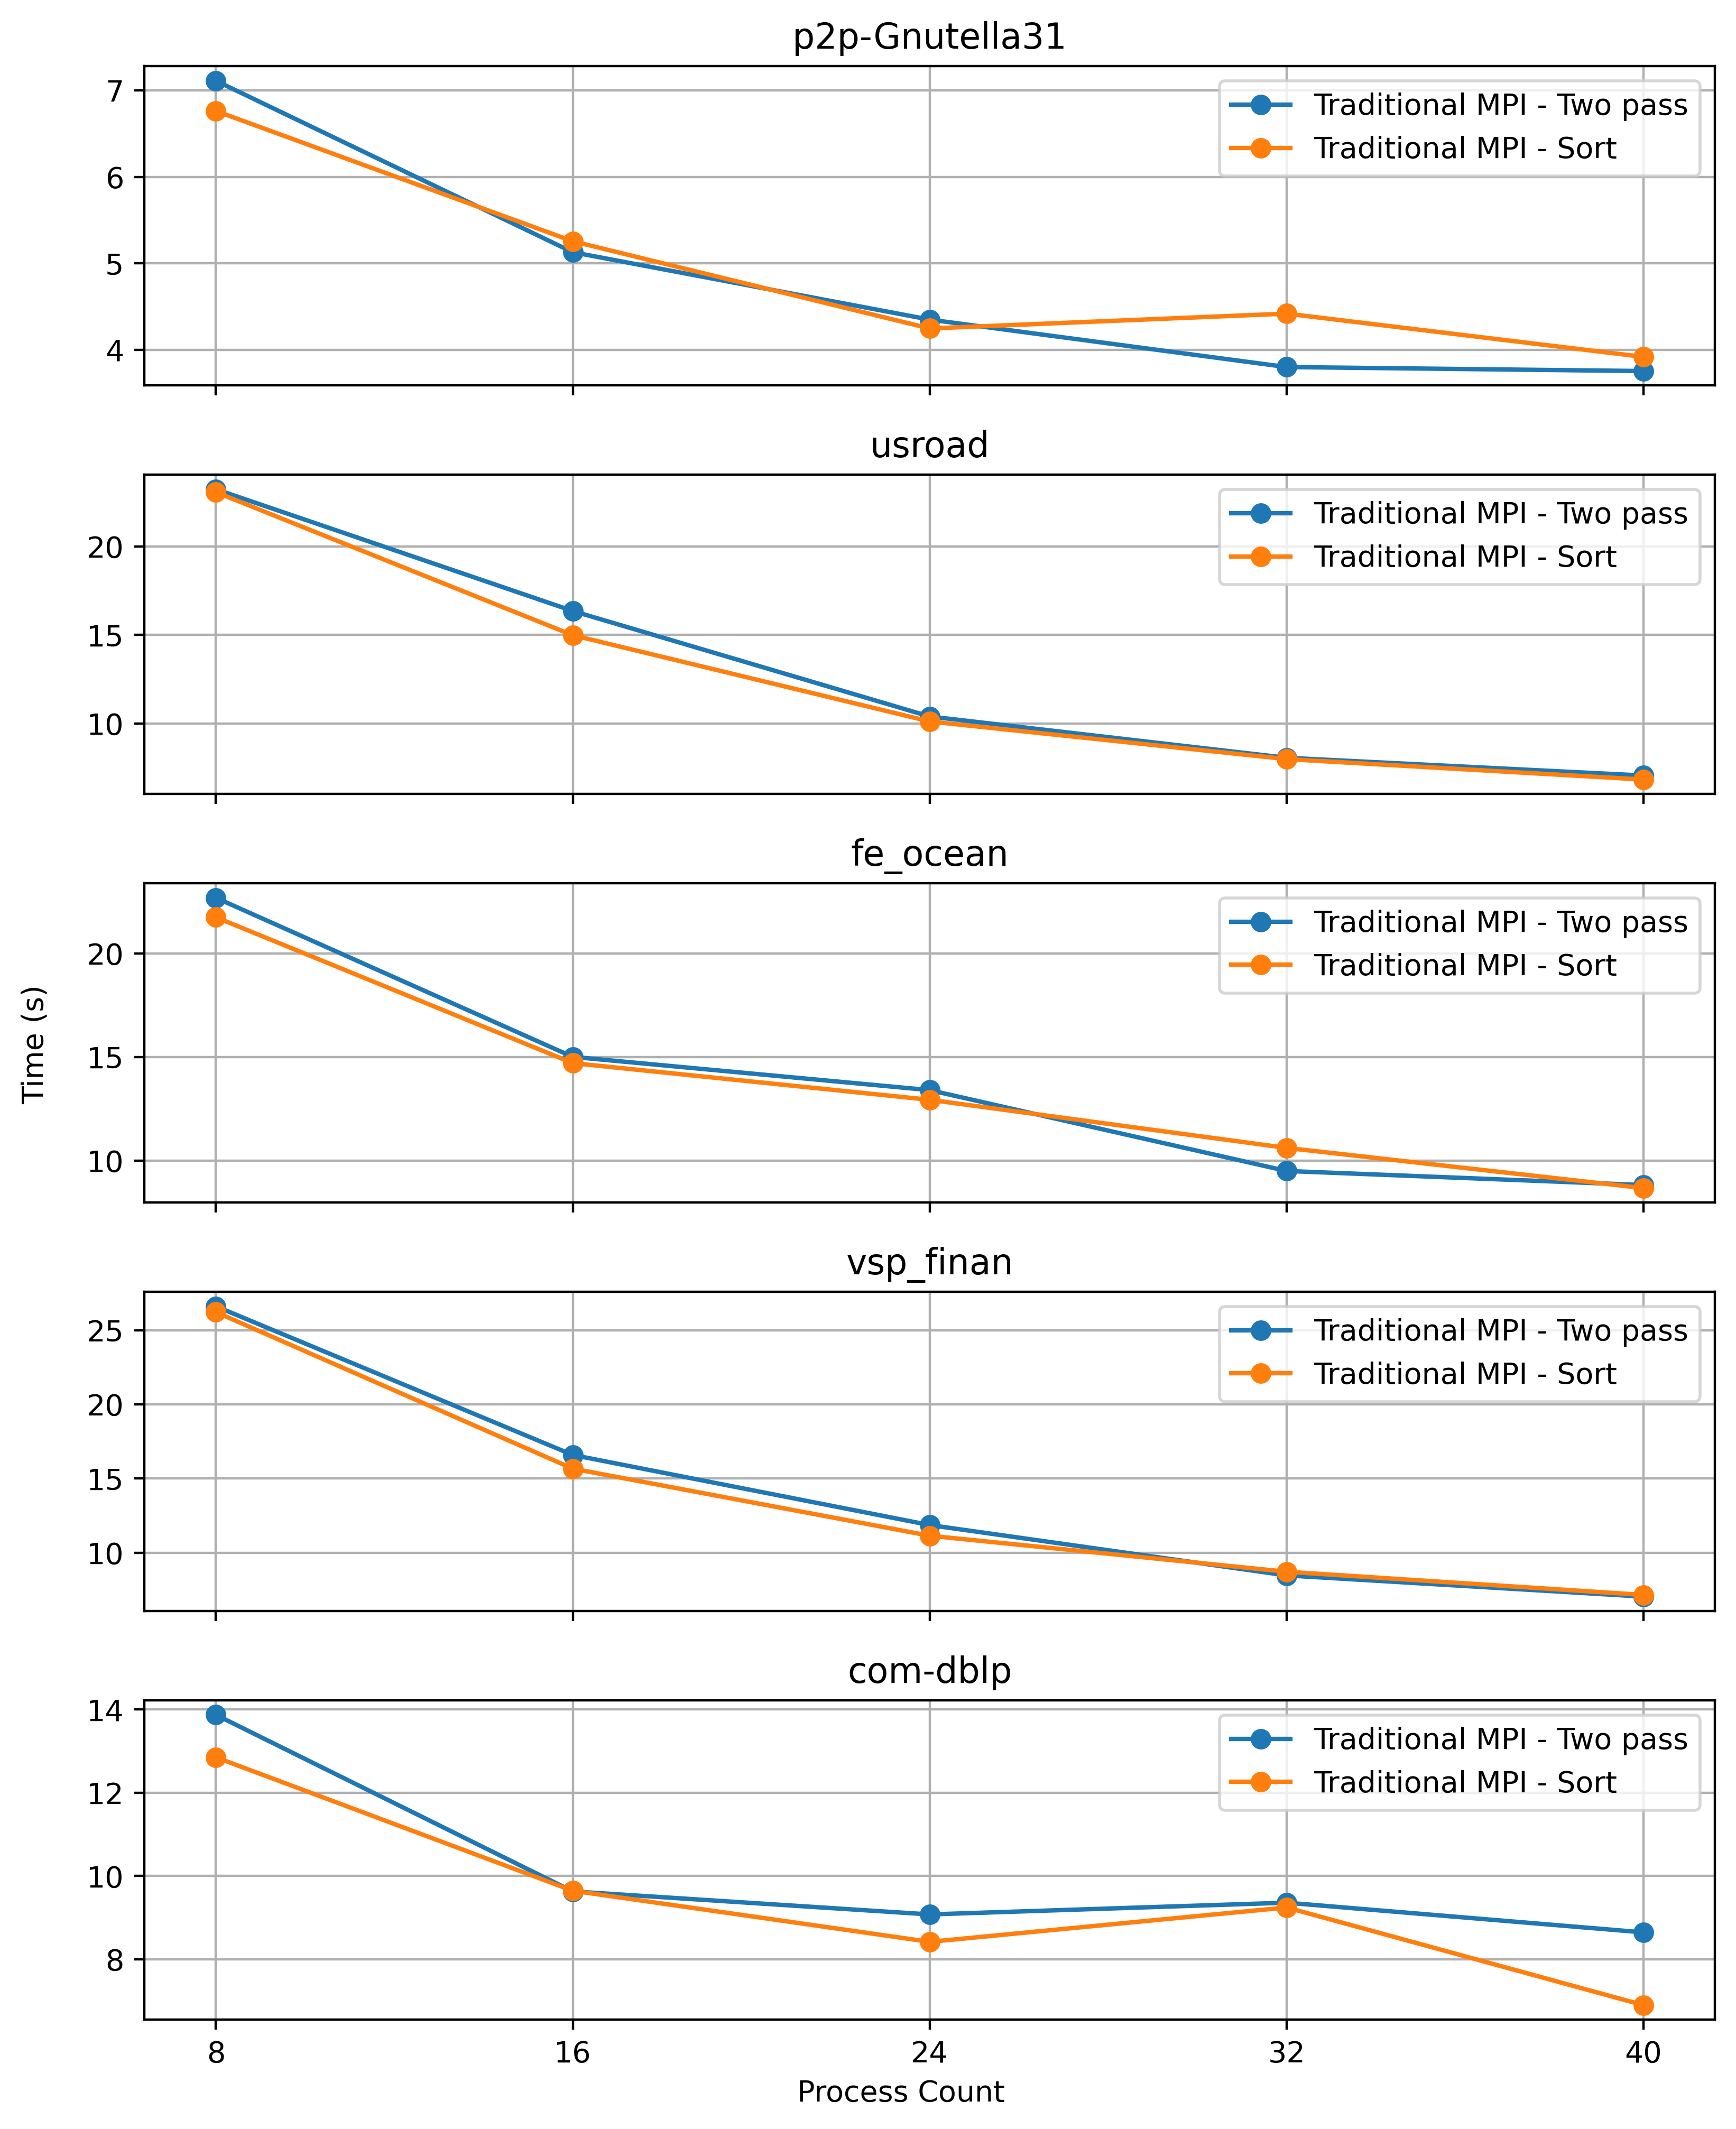 p2p-Gnutella31
7
6
5
4
Traditional MPI - Two pass
Traditional MPI - Sort
usroad
20
15
10
Traditional MPI - Two pass
Traditional MPI - Sort
fe_ocean
20
15
10
Traditional MPI - Two pass
Traditional MPI - Sort
Time (s)
vsp_finan
25
20
15
10
Traditional MPI - Two pass
Traditional MPI - Sort
com-dblp
14
12
10
8
Traditional MPI - Two pass
Traditional MPI - Sort
8 16 24 32 40
Process Count